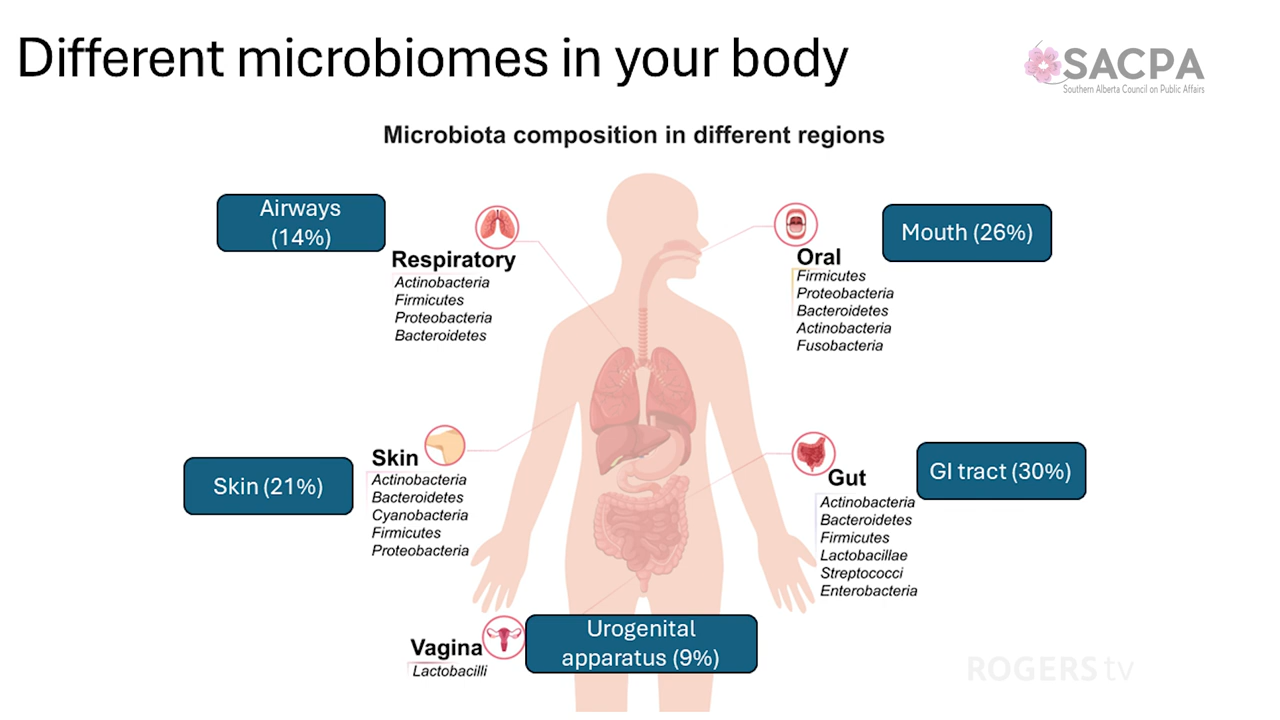 Different microbiomes in your body
SACPA
Southern Alberta Council on Public Affairs
Microbiota composition in different regions
Airways
(14%)
Respiratory
Actinobacteria
Firmicutes
Proteobacteria
Bacteroidetes
Mouth (26%)
Oral
Firmicutes
Proteobacteria
Bacteroidetes
Actinobacteria
Fusobacteria
Skin (21%)
Skin
Actinobacteria
Bacteroidetes
Cyanobacteria
Firmicutes
Proteobacteria
GI tract (30%)
Gut
Actinobacteria
Bacteroidetes
Firmicutes
Lactobacillae
Streptococci
Enterobacteria
Vagina
Lactobacilli
Urogenital
apparatus (9%)
ROGERS tv